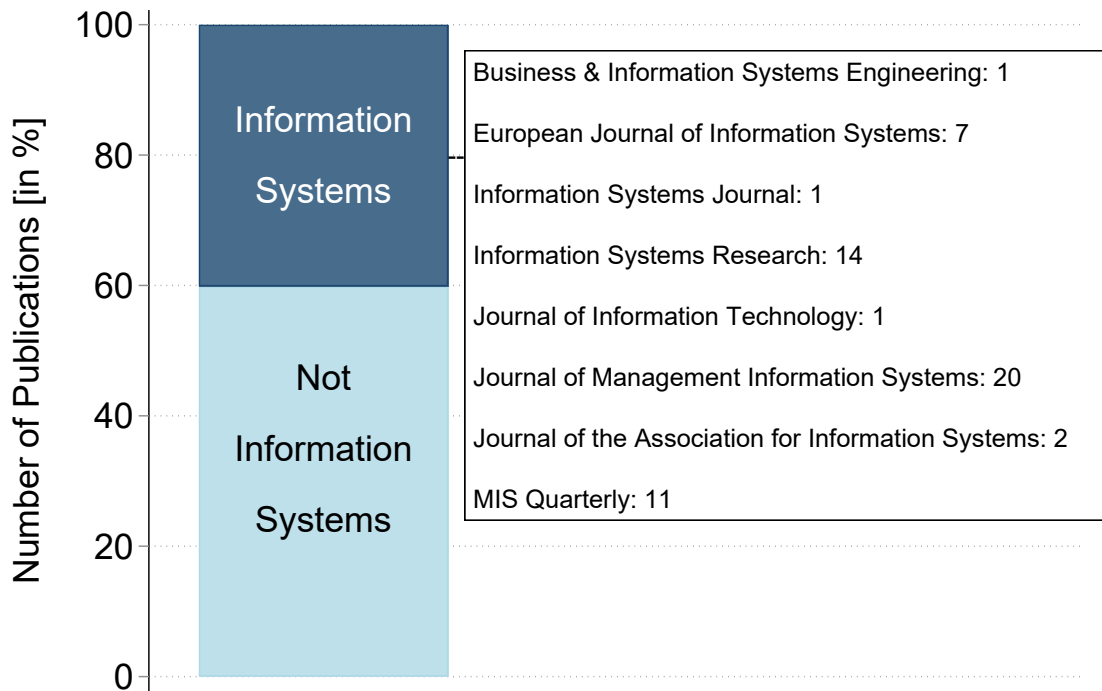 Number of Publications [in %]
100
80
60
40
20
0
Information
Systems
Not
Information
Systems
Business & Information Systems Engineering: 1
European Journal of Information Systems: 7
Information Systems Journal: 1
Information Systems Research: 14
Journal of Information Technology: 1
Journal of Management Information Systems: 20
Journal of the Association for Information Systems: 2
MIS Quarterly: 11